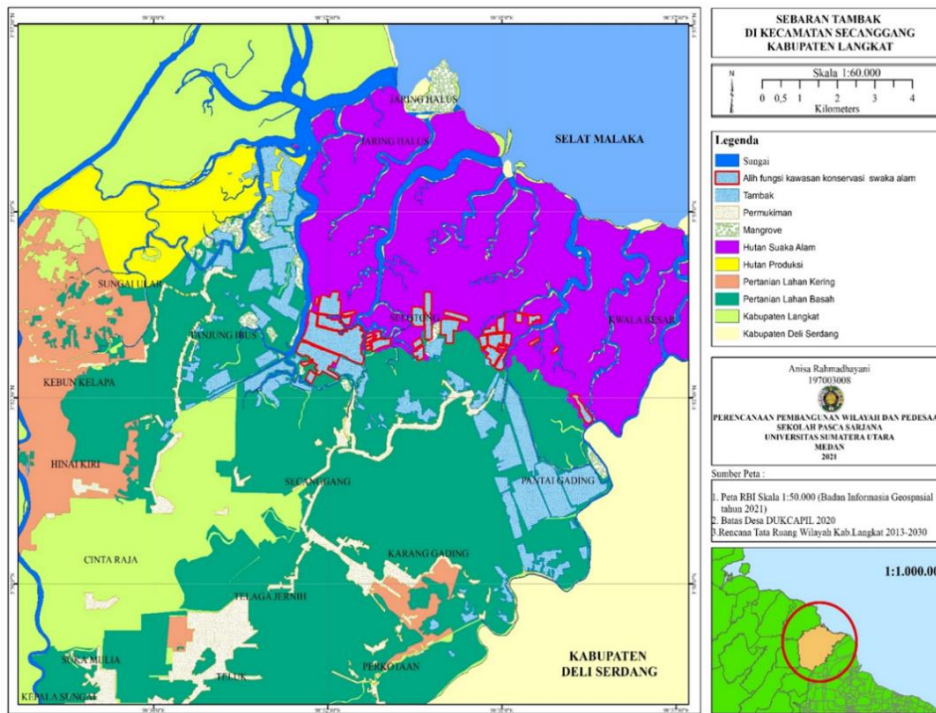 SEBARAN TAMBAK
DI KECAMATAN SECANGGANG
KABUPATEN LANGKAT
N
Skala 1:60.000
0 0,5 1 2 3 4
Kilometers
Legenda
Sungai
Alih fungsi kawasan konservasi swaka alam
Tambak
Permukiman
Mangrove
Hutan Suaka Alam
Hutan Produksi
Pertanian Lahan Kering
Pertanian Lahan Basah
Kabupaten Langkat
Kabupaten Deli Serdang
Anisa Rahmadhayani
197003008
PERENCANAAN PEMBANGUNAN WILAYAH DAN PEDESAA
SEKOLAH PASCA SARJANA
UNIVERSITAS SUMATERA UTARA
MEDAN
2021
Sumber Peta :
1. Peta RBI Skala 1:50.000 (Badan Informasia Geospasial
tahun 2021)
2. Batas Desa DUKCAPIL 2020
3.Rencana Tata Ruang Wilayah Kab.Langkat 2013-2030
1:1.000.00
JARING HALUS
JARING HALUS
SELAT MALAKA
SUNGAI ULAR
TANJUNG IBUS
SELOTONG
KWALA BESAR
KEBUN KELAPA
HINAI KIRI
SECANGGANG
PANTAI GADING
CINTA RAJA
KARANG GADING
TELAGA JERNIH
SUKA MULIA
TELUK
PERKOTAAN
KEPALA SUNGAI
KABUPATEN
DELI SERDANG